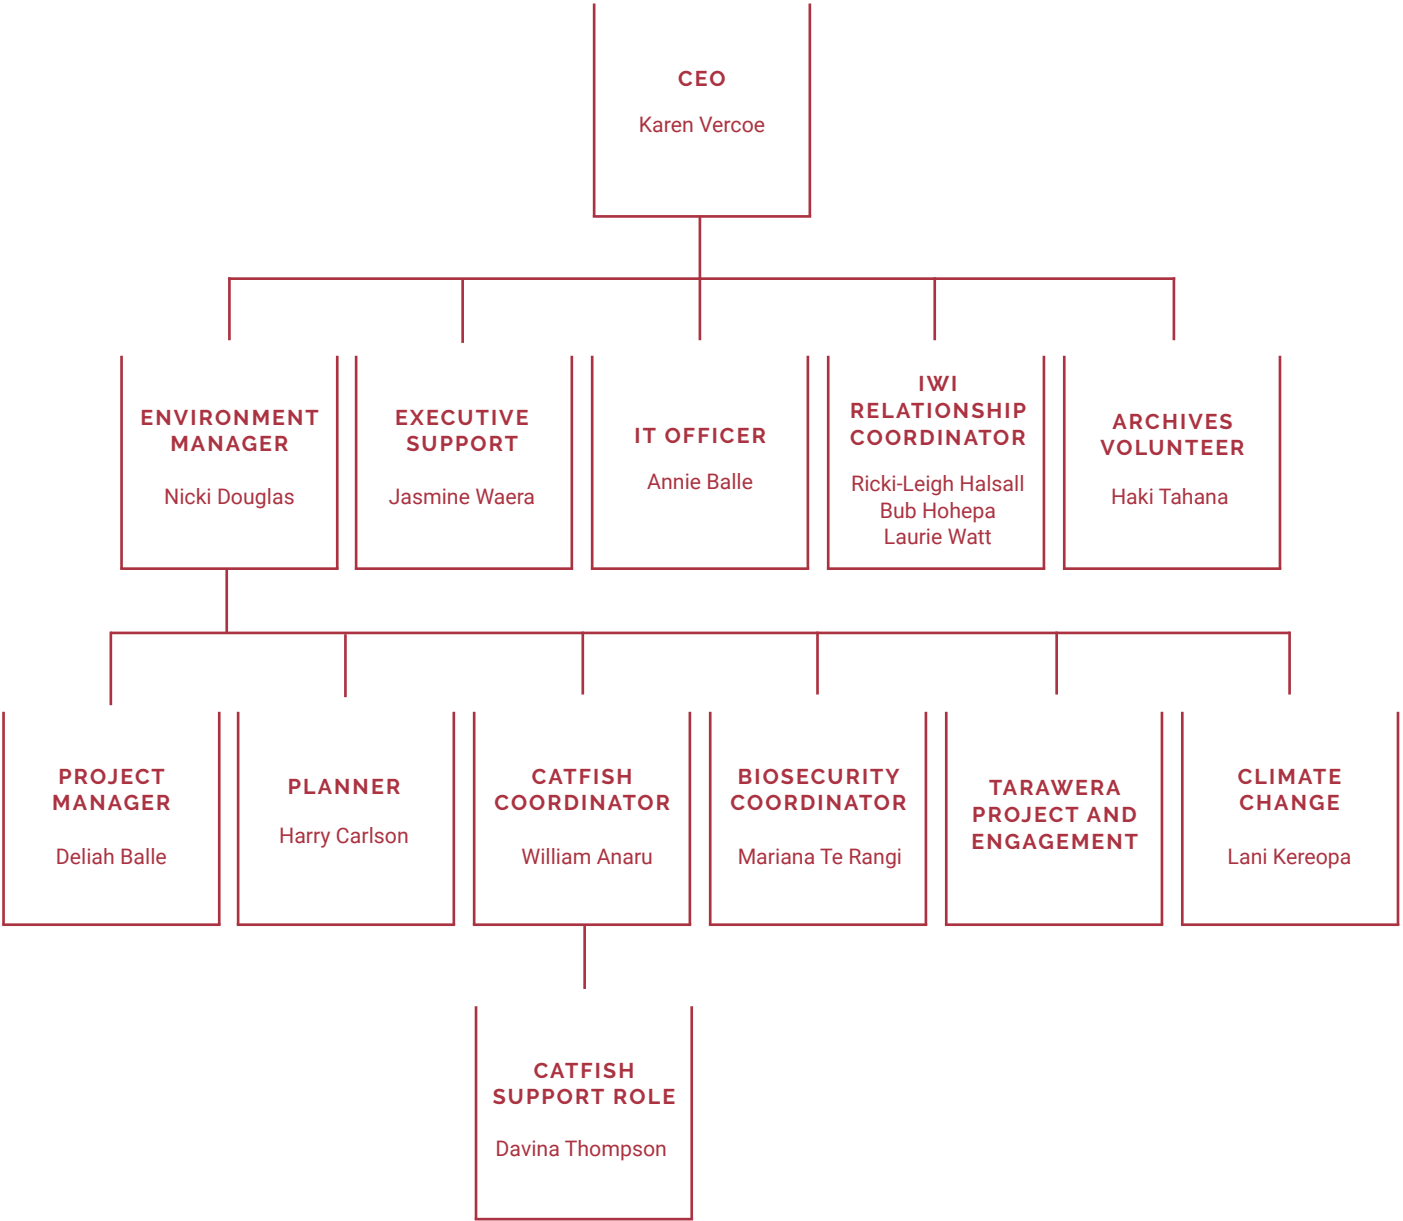 CEO
Karen Vercoe
ENVIRONMENT
MANAGER
Nicki Douglas
EXECUTIVE
SUPPORT
Jasmine Waera
IT OFFICER
Annie Balle
IWI
RELATIONSHIP
COORDINATOR
Ricki-Leigh Halsall
Bub Hohepa
Laurie Watt
ARCHIVES
VOLUNTEER
Haki Tahana
PROJECT
MANAGER
Deliah Balle
PLANNER
Harry Carlson
CATFISH
COORDINATOR
William Anaru
BIOSECURITY
COORDINATOR
Mariana Te Rangi
TARAWERA
PROJECT AND
ENGAGEMENT
CLIMATE
CHANGE
Lani Kereopa
CATFISH
SUPPORT ROLE
Davina Thompson